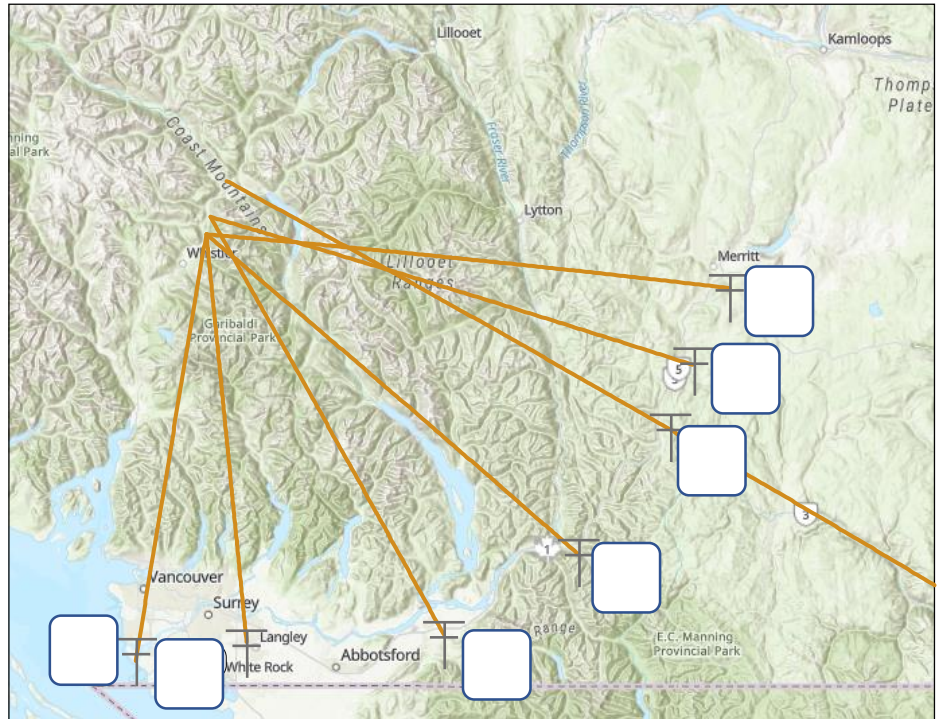 Lillooet
Kamloops
Thomp
Plate
Thompson River
Coast Mountains
Fraser River
nning
al Park
Lytton
Merritt
Whistler
Lillooet
Ranges
Garibaldi
Provincial Park
5
3
1
Vancouver
Surrey
Langley
White Rock
Abbotsford
Range
E.C. Manning
Provincial Park